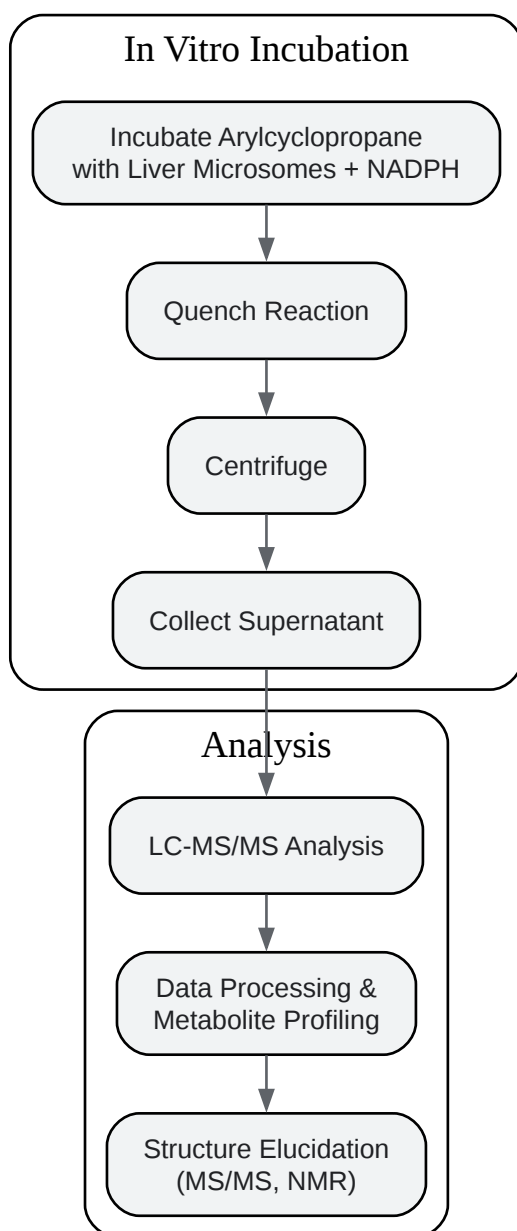 In Vitro Incubation
Incubate Arylcyclopropane
with Liver Microsomes + NADPH
Quench Reaction
Centrifuge
Collect Supernatant
Analysis
LC-MS/MS Analysis
Data Processing &
Metabolite Profiling
Structure Elucidation
(MS/MS, NMR)